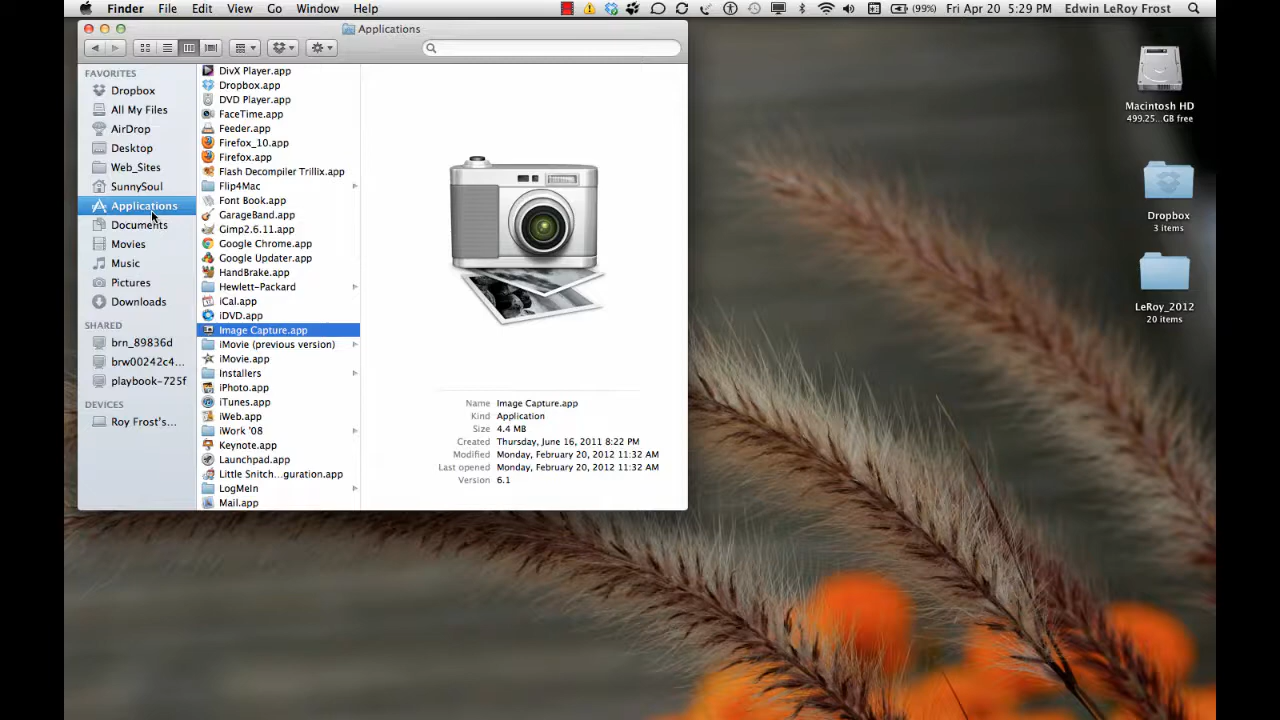 Finder File Edit View Go Window Help (99%) Fri Apr 20 5:29 PM Edwin LeRoy Frost
Applications
FAVORITES
Dropbox
All My Files
AirDrop
Desktop
Web_Sites
SunnySoul
Applications
Documents
Movies
Music
Pictures
Downloads
SHARED
brn_89836d
brw00242c4...
playbook-725f
DEVICES
Roy Frost's...
DivX Player.app
Dropbox.app
DVD Player.app
FaceTime.app
Feeder.app
Firefox_10.app
Firefox.app
Flash Decompiler Trillix.app
Flip4Mac
Font Book.app
GarageBand.app
Gimp2.6.11.app
Google Chrome.app
Google Updater.app
HandBrake.app
Hewlett-Packard
iCal.app
iDVD.app
Image Capture.app
iMovie (previous version)
iMovie.app
Installers
iPhoto.app
iTunes.app
iWeb.app
iWork '08
Keynote.app
Launchpad.app
Little Snitch...guration.app
LogMeIn
Mail.app
Name Image Capture.app
Kind Application
Size 4.4 MB
Created Thursday, June 16, 2011 8:22 PM
Modified Monday, February 20, 2012 11:32 AM
Last opened Monday, February 20, 2012 11:32 AM
Version 6.1
Macintosh HD
499.25... GB free
Dropbox
3 items
LeRoy_2012
20 items